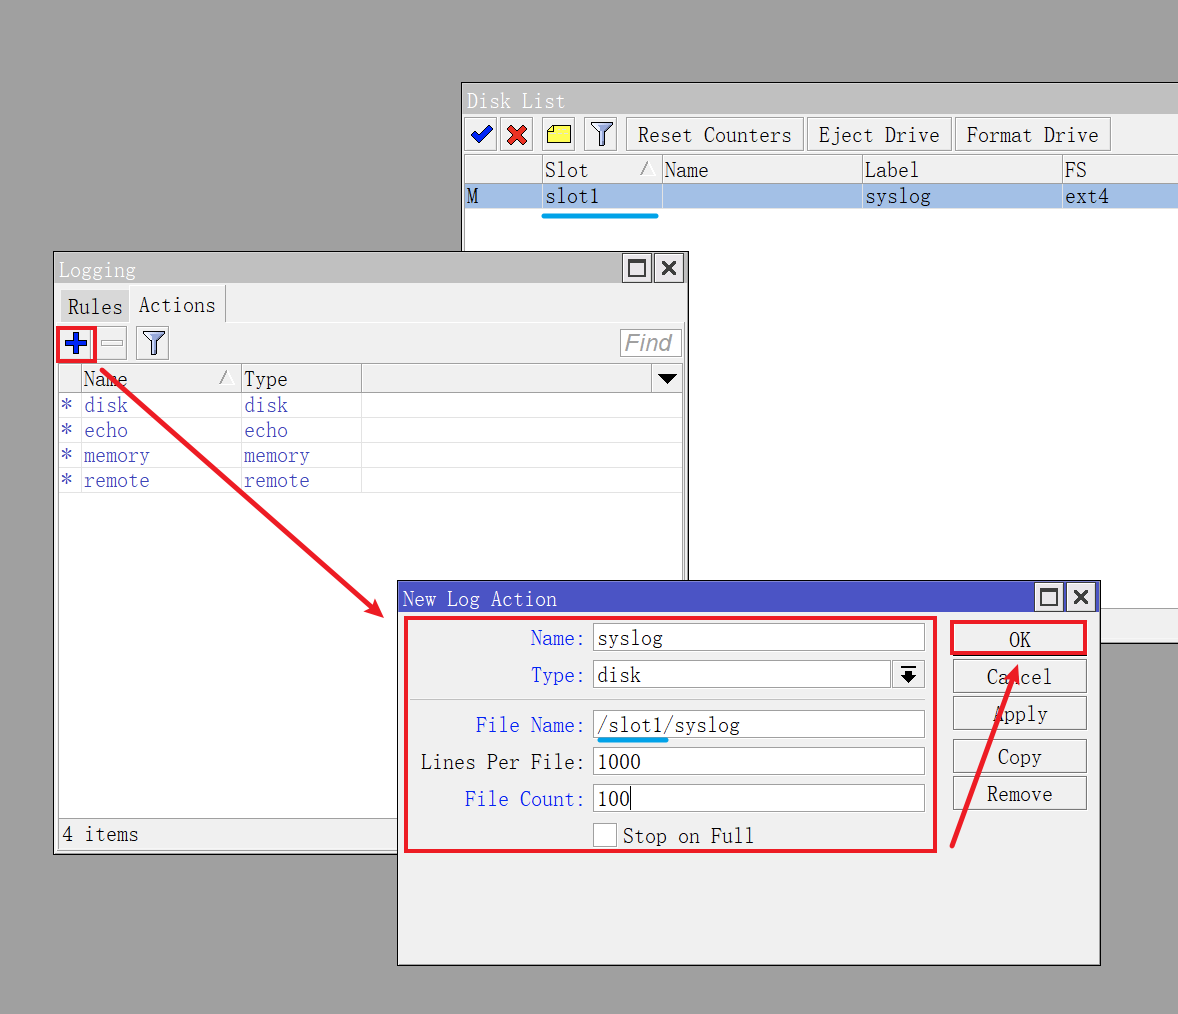 Disk List
Reset Counters Eject Drive Format Drive
Slot Name Label FS
M slot1 syslog ext4
Logging
Rules Actions
Find
Name Type
* disk disk
* echo echo
* memory memory
* remote remote
4 items
New Log Action
Name: syslog
Type: disk
File Name: /slot1/syslog
Lines Per File: 1000
File Count: 100
Stop on Full
OK
Cancel
Apply
Copy
Remove